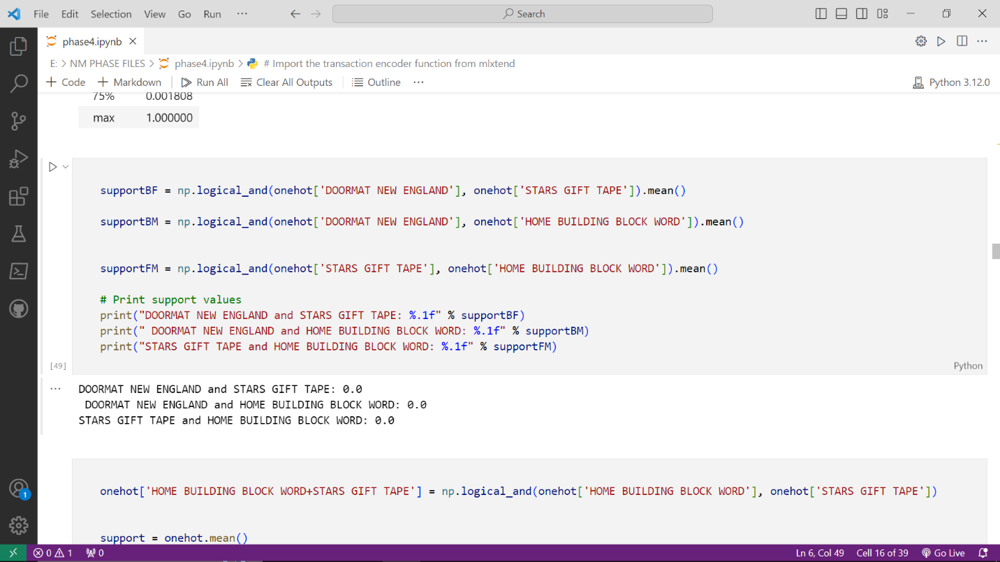 File Edit Selection View Go Run ··· Search
phase4.ipynb
E: > NM PHASE FILES > phase4.ipynb > # Import the transaction encoder function from mlxtend
+ Code + Markdown Run All Clear All Outputs Outline ··· Python 3.12.0
75% 0.001808
max 1.000000
supportBF = np.logical_and(onehot['DOORMAT NEW ENGLAND'], onehot['STARS GIFT TAPE']).mean()
supportBM = np.logical_and(onehot['DOORMAT NEW ENGLAND'], onehot['HOME BUILDING BLOCK WORD']).mean()
supportFM = np.logical_and(onehot['STARS GIFT TAPE'], onehot['HOME BUILDING BLOCK WORD']).mean()
# Print support values
print("DOORMAT NEW ENGLAND and STARS GIFT TAPE: %.1f" % supportBF)
print(" DOORMAT NEW ENGLAND and HOME BUILDING BLOCK WORD: %.1f" % supportBM)
print("STARS GIFT TAPE and HOME BUILDING BLOCK WORD: %.1f" % supportFM)
[49] Python
··· DOORMAT NEW ENGLAND and STARS GIFT TAPE: 0.0
DOORMAT NEW ENGLAND and HOME BUILDING BLOCK WORD: 0.0
STARS GIFT TAPE and HOME BUILDING BLOCK WORD: 0.0
onehot['HOME BUILDING BLOCK WORD+STARS GIFT TAPE'] = np.logical_and(onehot['HOME BUILDING BLOCK WORD'], onehot['STARS GIFT TAPE'])
support = onehot.mean()
1
0 1 0 Ln 6, Col 49 Cell 16 of 39 Go Live